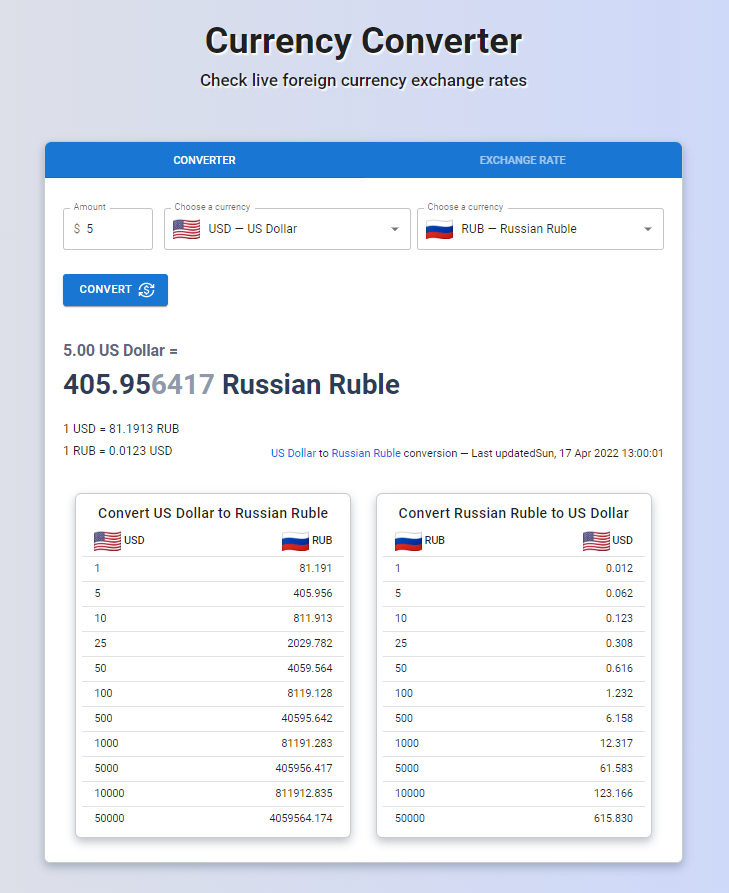 Currency Converter
Check live foreign currency exchange rates
CONVERTER EXCHANGE RATE
Amount Choose a currency Choose a currency
$ 5 USD — US Dollar RUB — Russian Ruble
CONVERT
5.00 US Dollar =
405.956417 Russian Ruble
1 USD = 81.1913 RUB
1 RUB = 0.0123 USD
US Dollar to Russian Ruble conversion — Last updatedSun, 17 Apr 2022 13:00:01
Convert US Dollar to Russian Ruble
USD RUB
1 81.191
5 405.956
10 811.913
25 2029.782
50 4059.564
100 8119.128
500 40595.642
1000 81191.283
5000 405956.417
10000 811912.835
50000 4059564.174
Convert Russian Ruble to US Dollar
RUB USD
1 0.012
5 0.062
10 0.123
25 0.308
50 0.616
100 1.232
500 6.158
1000 12.317
5000 61.583
10000 123.166
50000 615.830